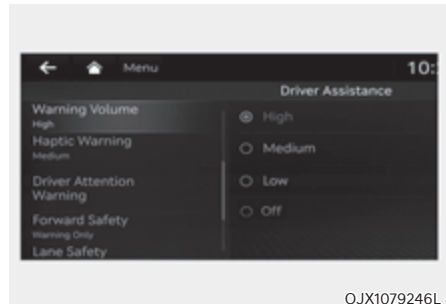 Menu
10:
Driver Assistance
Warning Volume
High
Haptic Warning
Medium
Driver Attention
Warning
Forward Safety
Warning Only
Lane Safety
High
Medium
Low
Off
OJX1079246L